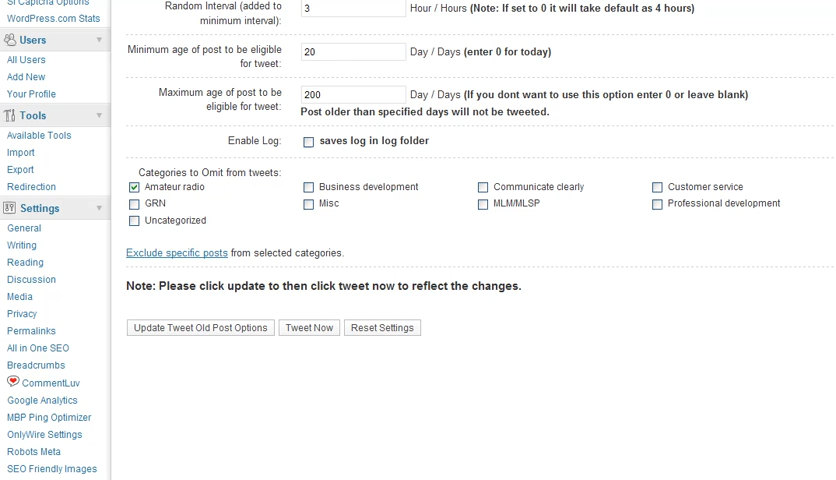 SI Captcha Options
WordPress.com Stats
Users
All Users
Add New
Your Profile
Tools
Available Tools
Import
Export
Redirection
Settings
General
Writing
Reading
Discussion
Media
Privacy
Permalinks
All in One SEO
Breadcrumbs
CommentLuv
Google Analytics
MBP Ping Optimizer
OnlyWire Settings
Robots Meta
SEO Friendly Images
Random Interval (added to
minimum interval):
3 Hour / Hours (Note: If set to 0 it will take default as 4 hours)
Minimum age of post to be eligible
for tweet:
20 Day / Days (enter 0 for today)
Maximum age of post to be
eligible for tweet:
200 Day / Days (If you dont want to use this option enter 0 or leave blank)
Post older than specified days will not be tweeted.
Enable Log: saves log in log folder
Categories to Omit from tweets:
Amateur radio Business development Communicate clearly Customer service
GRN Misc MLM/MLSP Professional development
Uncategorized
Exclude specific posts from selected categories.
Note: Please click update to then click tweet now to reflect the changes.
Update Tweet Old Post Options Tweet Now Reset Settings